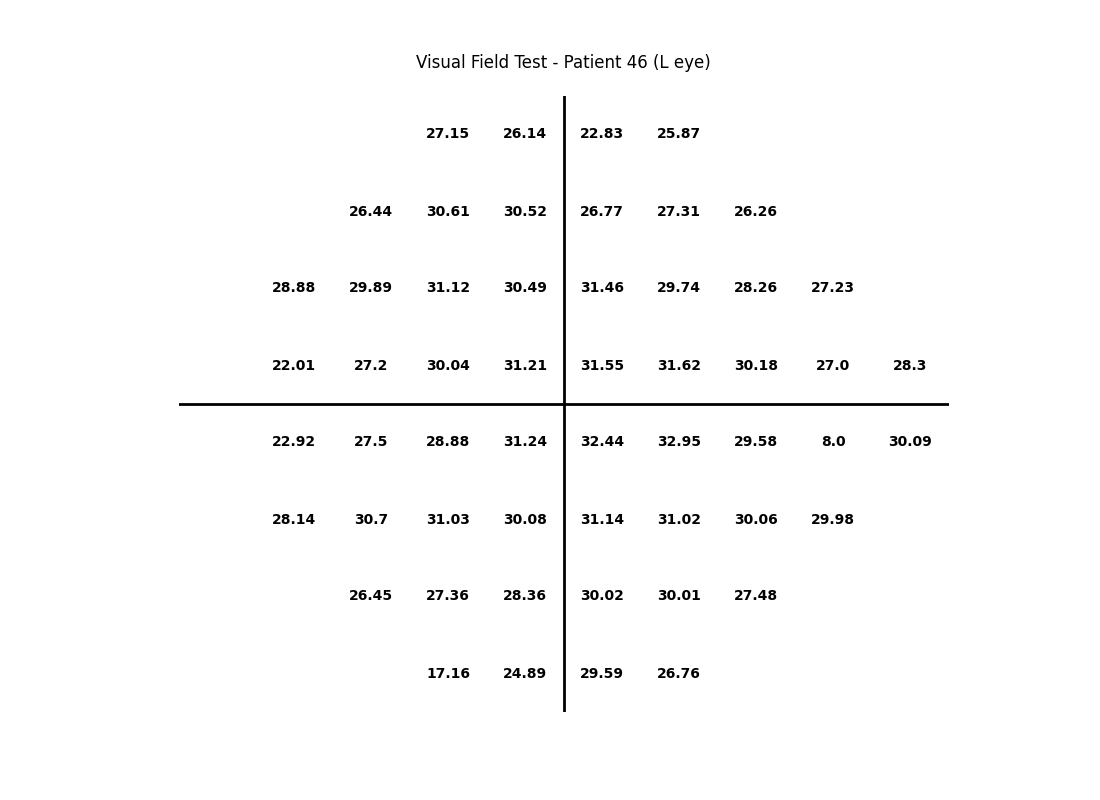 Visual Field Test - Patient 46 (L eye)
27.15 26.14 22.83 25.87
26.44 30.61 30.52 26.77 27.31 26.26
28.88 29.89 31.12 30.49 31.46 29.74 28.26 27.23
22.01 27.2 30.04 31.21 31.55 31.62 30.18 27.0 28.3
22.92 27.5 28.88 31.24 32.44 32.95 29.58 8.0 30.09
28.14 30.7 31.03 30.08 31.14 31.02 30.06 29.98
26.45 27.36 28.36 30.02 30.01 27.48
17.16 24.89 29.59 26.76